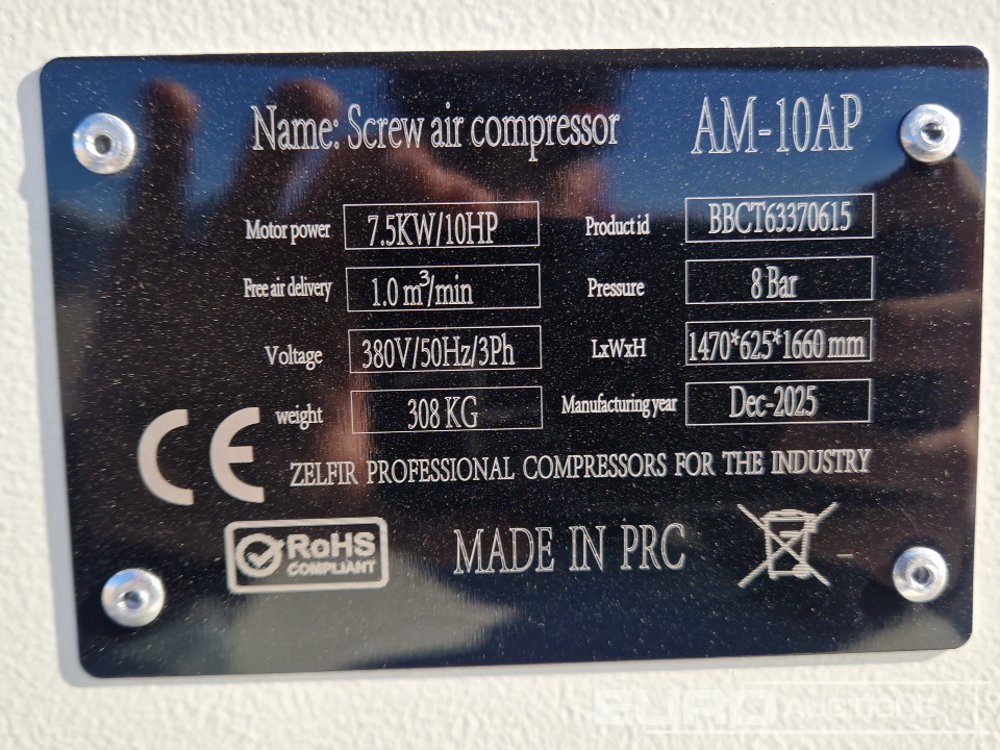 Name: Screw air compressor AM-10AP
Motor power 7.5KW/10HP Product id BBCT63370615
Free air delivery 1.0 m³/min Pressure 8 Bar
Voltage 380V/50Hz/3Ph LxWxH 1470*625*1660 mm
weight 308 KG Manufacturing year Dec-2025
CE
ZELFIR PROFESSIONAL COMPRESSORS FOR THE INDUSTRY
RoHS
COMPLIANT
MADE IN PRC
EURO AUCTIONS